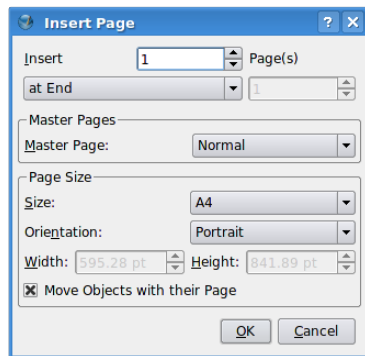 Insert Page
Insert 1 Page(s)
at End 1
Master Pages
Master Page: Normal
Page Size
Size: A4
Orientation: Portrait
Width: 595.28 pt Height: 841.89 pt
Move Objects with their Page
OK Cancel